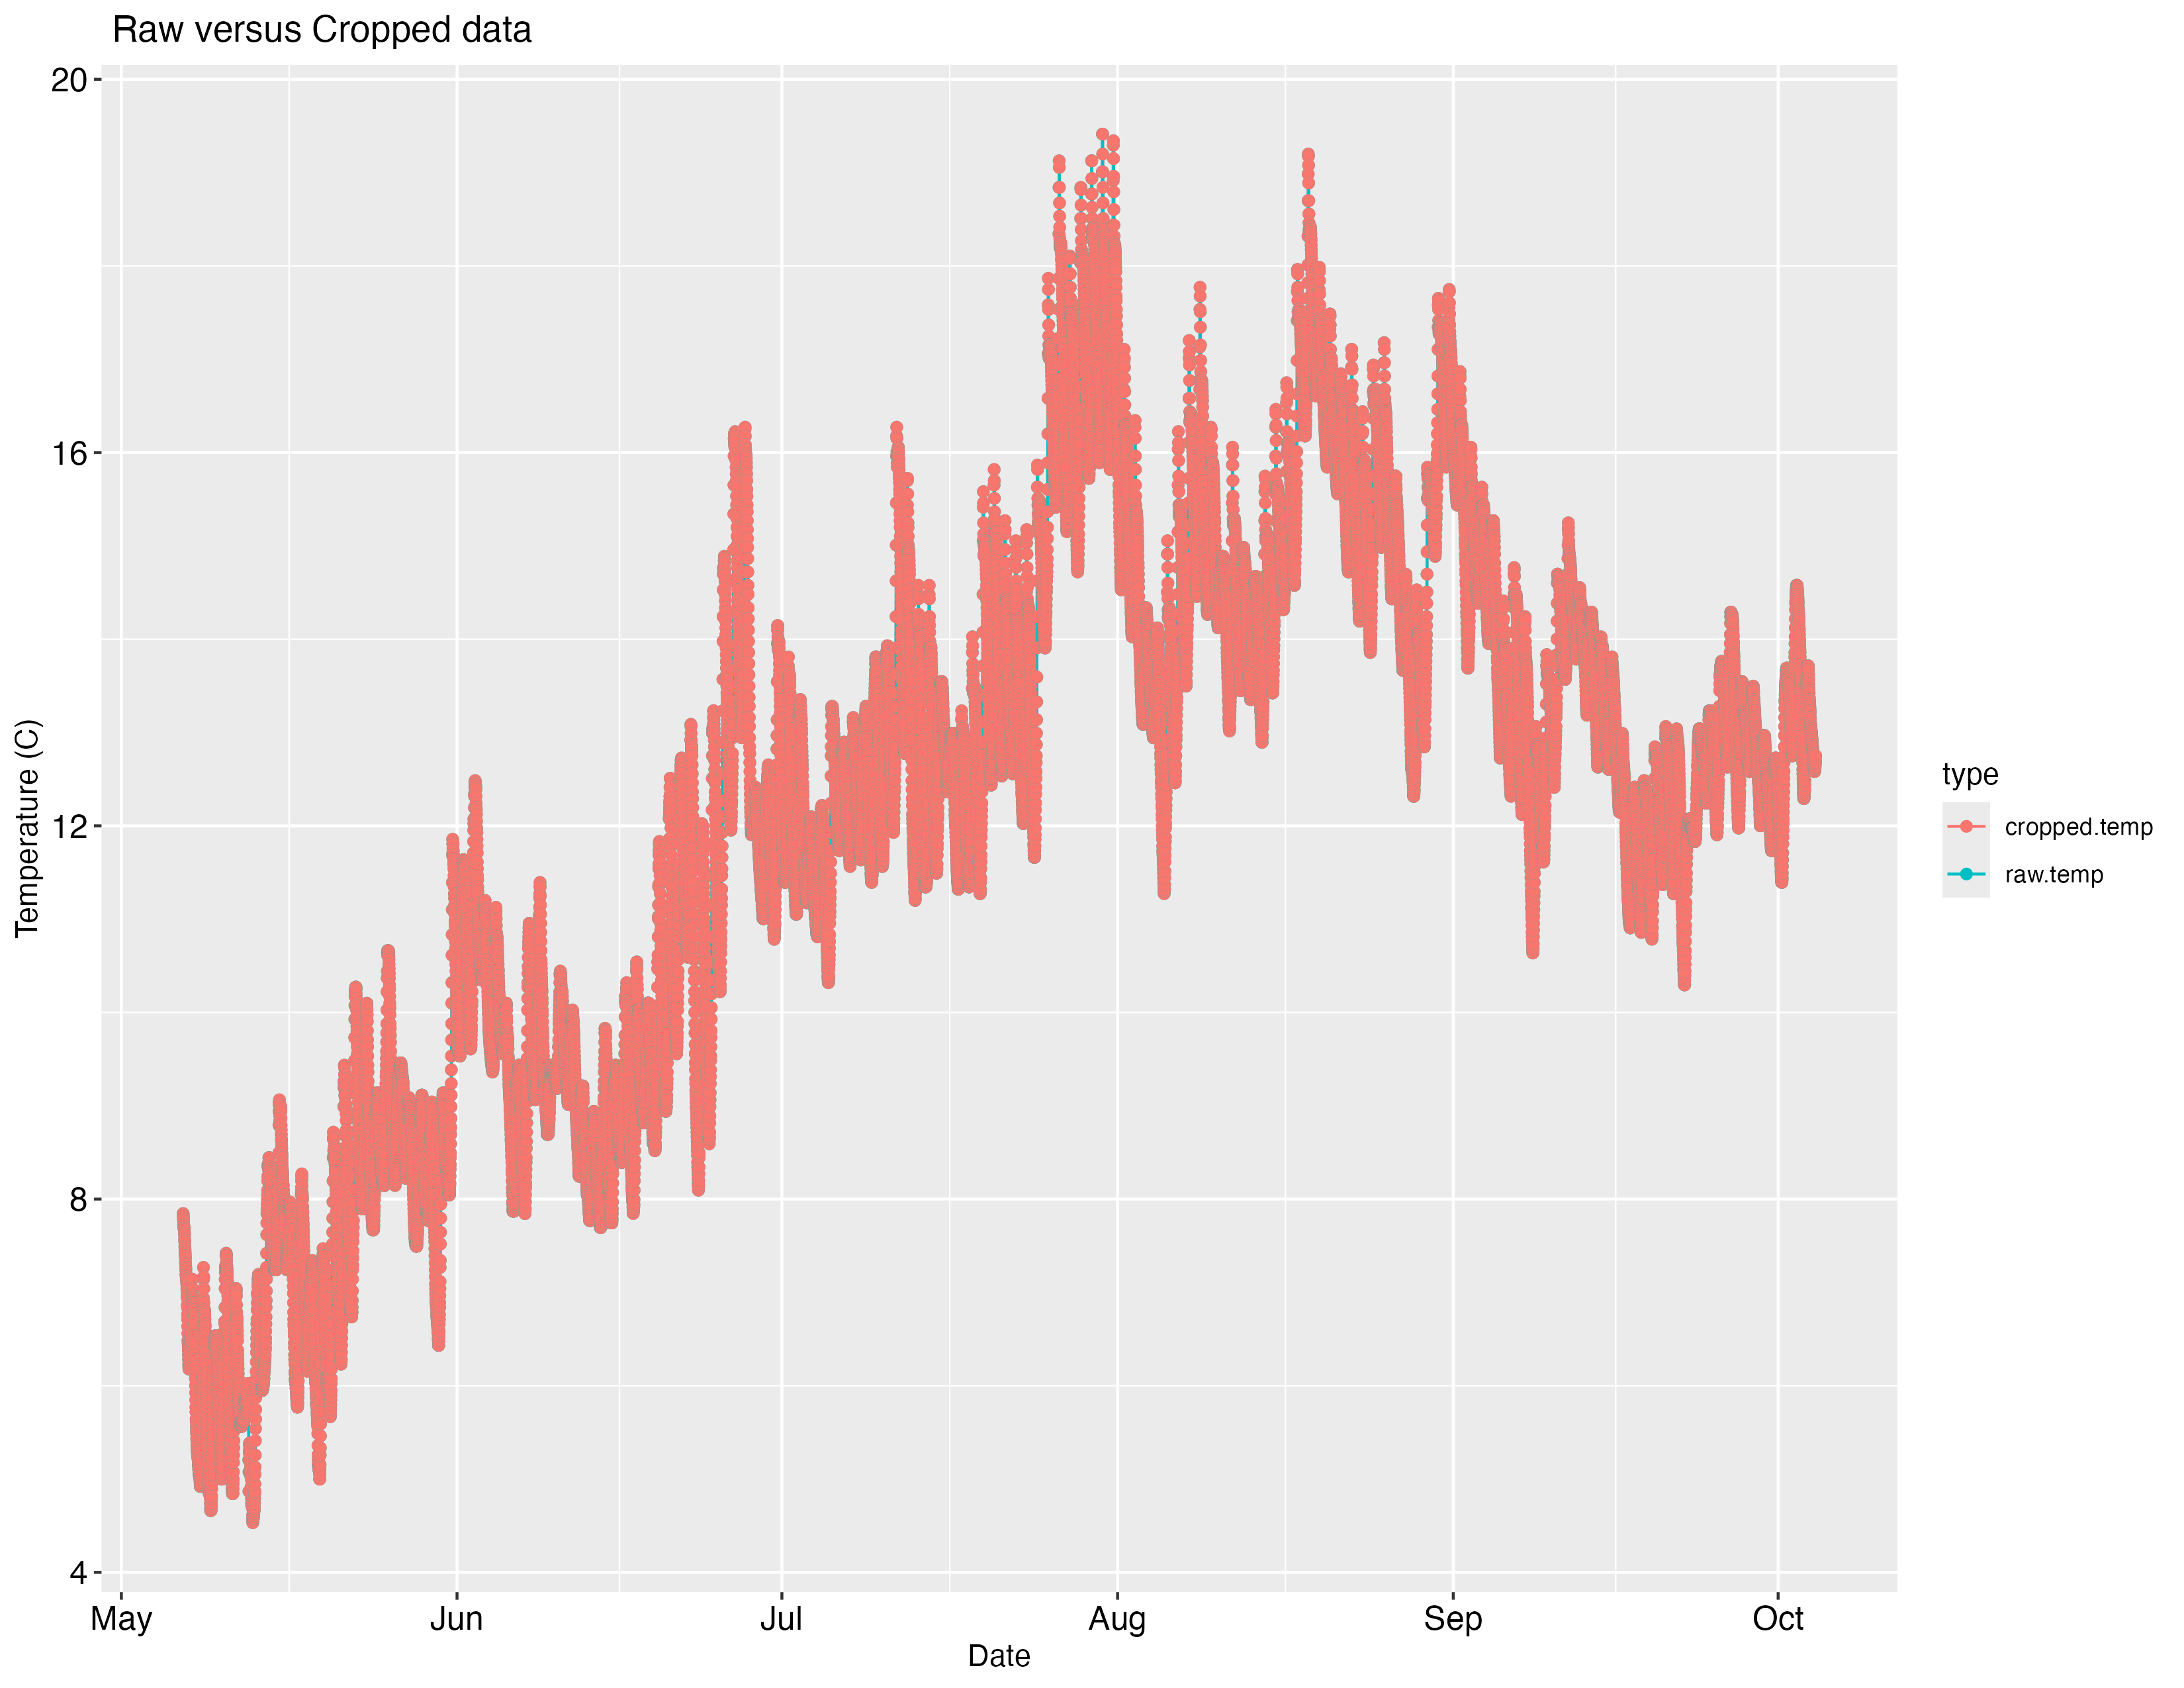 Raw versus Cropped data
20
16
12
8
4
Temperature (C)
May Jun Jul Aug Sep Oct
Date
type
cropped.temp
raw.temp